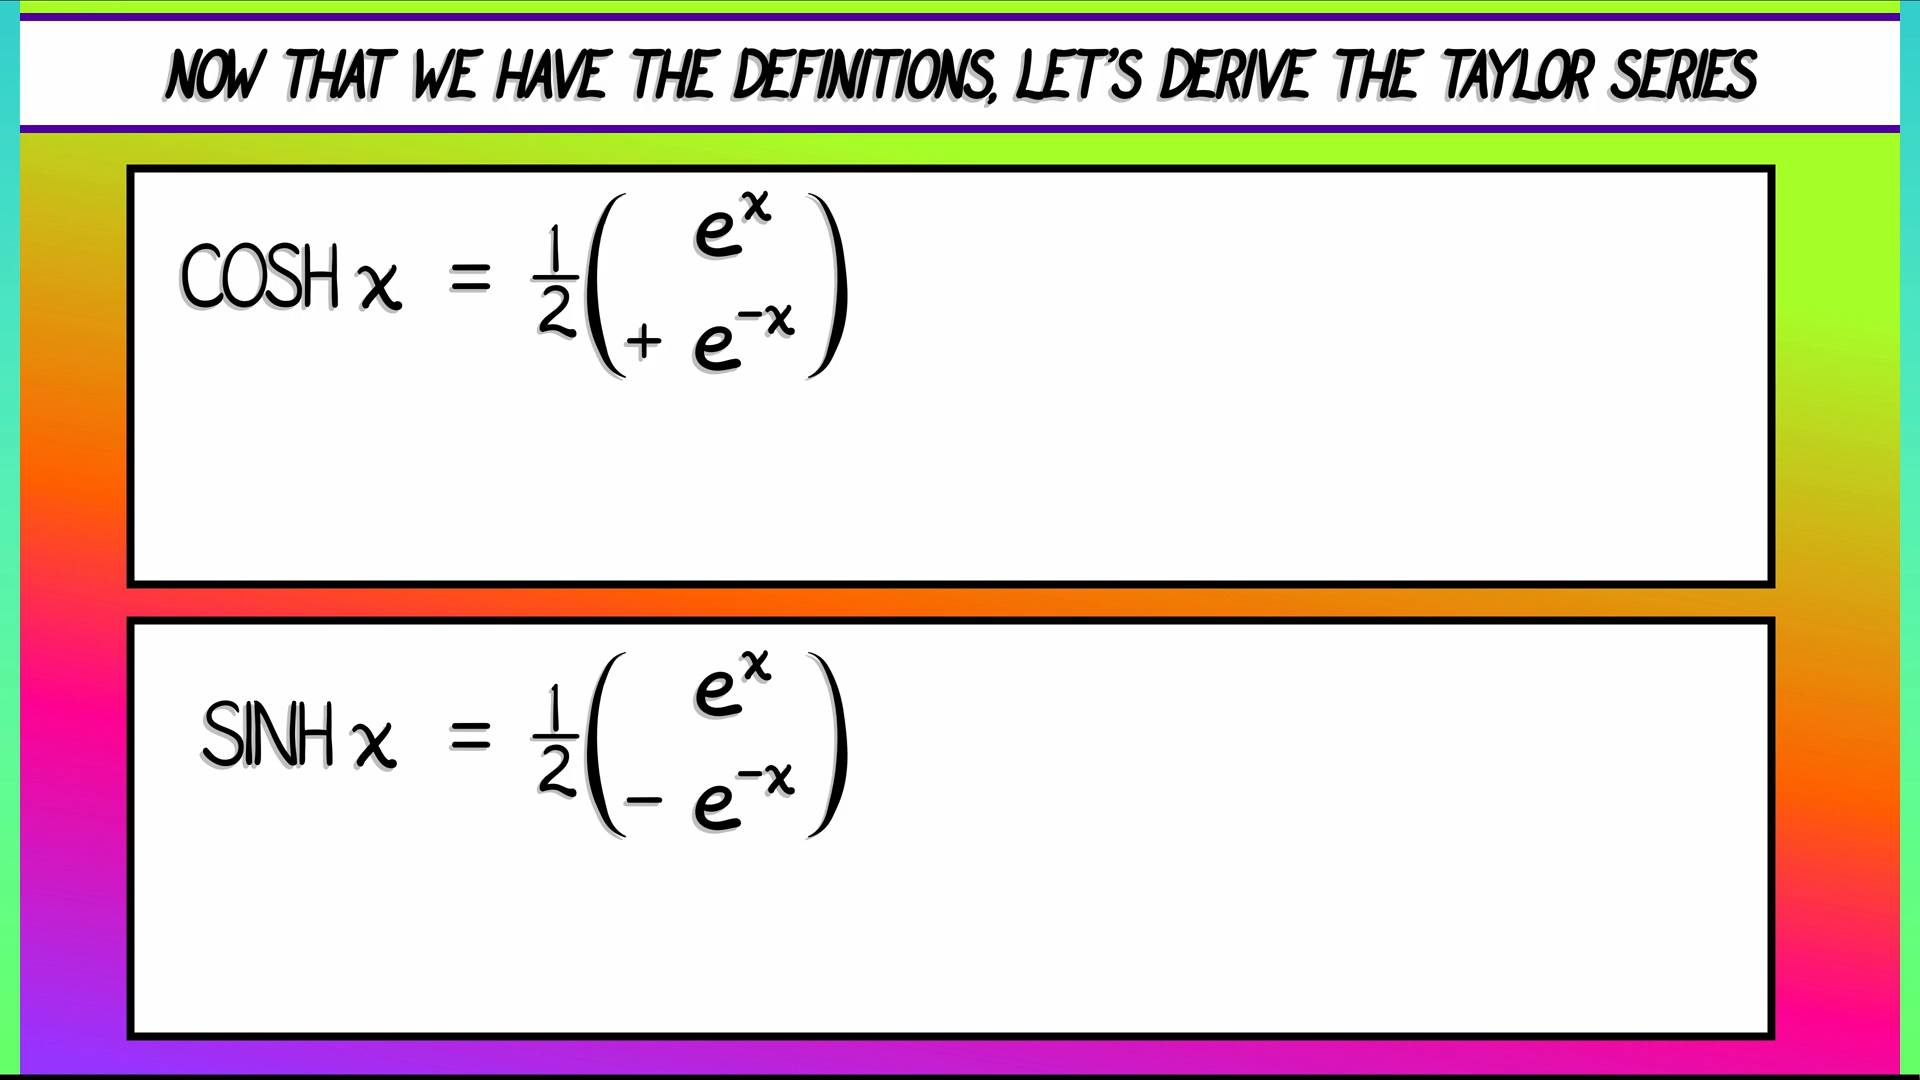 NOW THAT WE HAVE THE DEFINITIONS, LET'S DERIVE THE TAYLOR SERIES
COSH x = 1/2 ( e^x + e^-x )
SINH x = 1/2 ( e^x - e^-x )